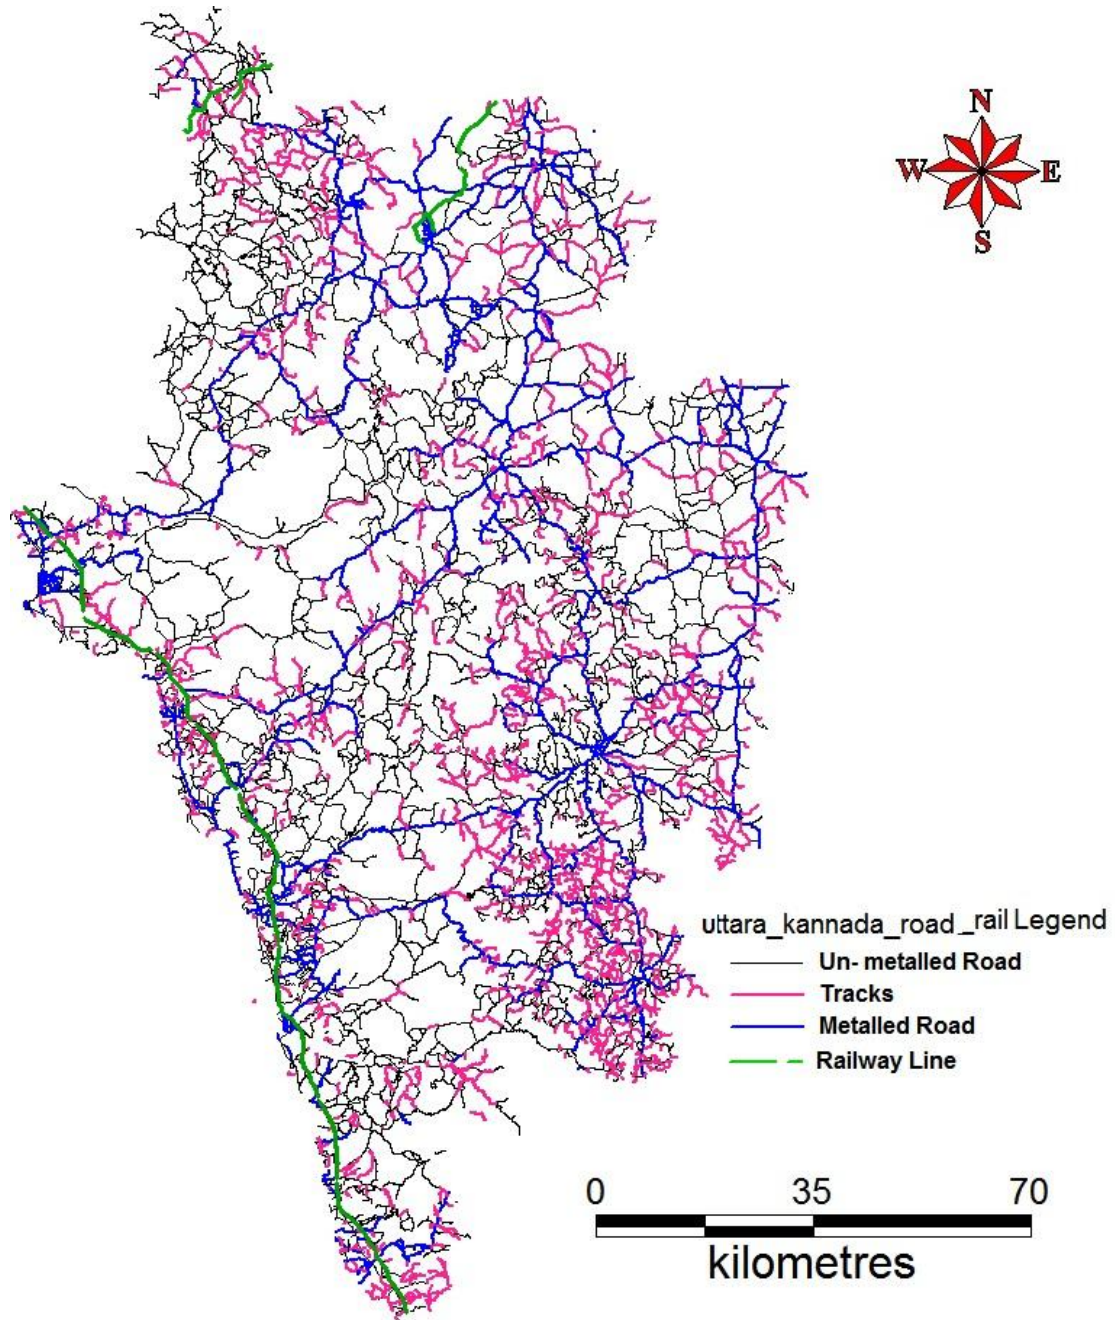 N
W E
S
uttara_kannada_road_rail Legend
Un- metalled Road
Tracks
Metalled Road
Railway Line
0 35 70
kilometres